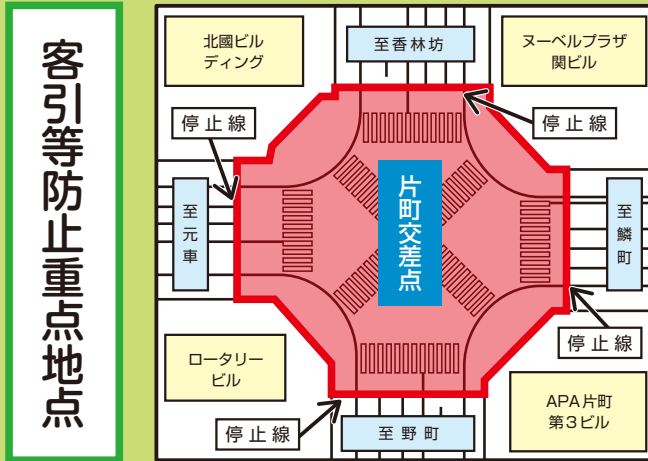 客引等防止重点地点
北國ビル
ディング
至香林坊
ヌーベルプラザ
関ビル
停止線
停止線
至元車
片町交差点
至鱗町
停止線
ロータリー
ビル
APA片町
第3ビル
停止線
至野町